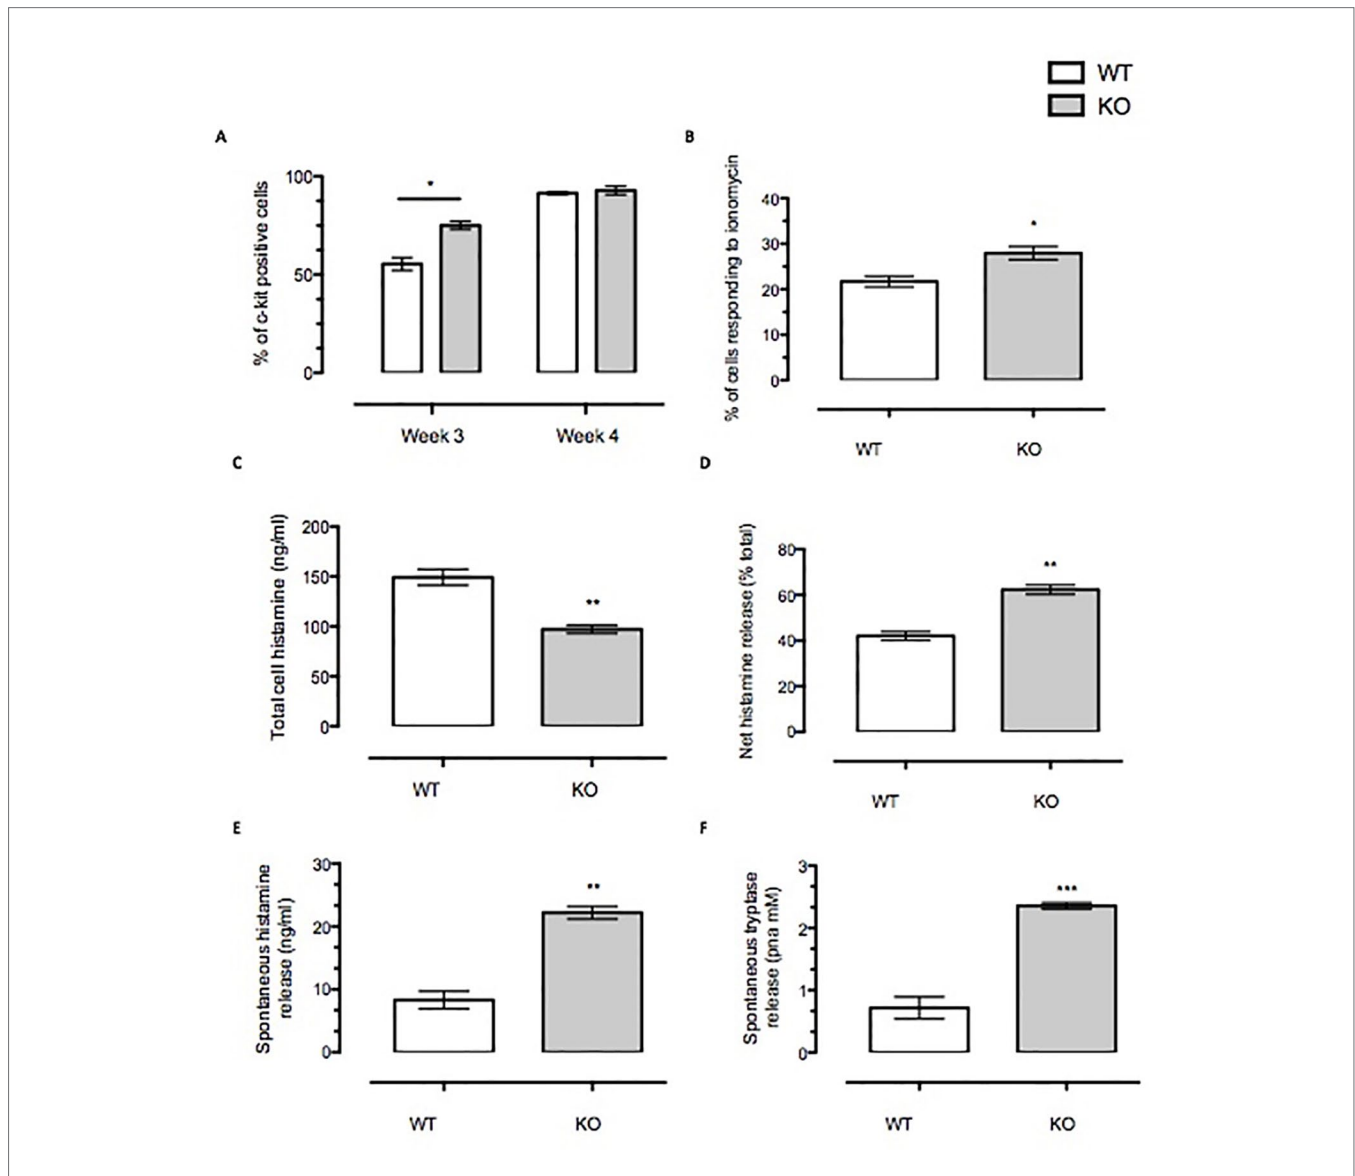 WT
KO
A
% of c-kit positive cells
100
50
0
*
Week 3
Week 4
B
% of cells responding to ionomycin
40
30
20
10
0
*
WT
KO
C
Total cell histamine (ng/ml)
200
150
100
50
0
**
WT
KO
D
Net histamine release (% total)
80
60
40
20
0
**
WT
KO
E
Spontaneous histamine
release (ng/ml)
30
20
10
0
**
WT
KO
F
Spontaneous tryptase
release (pna mM)
3
2
1
0
***
WT
KO